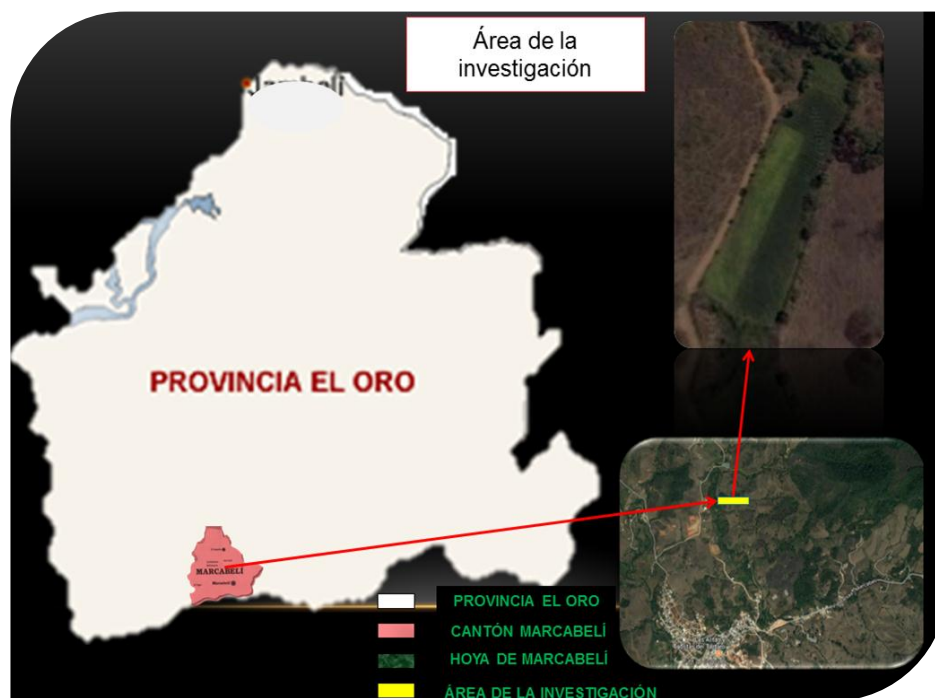 Área de la
investigación
Jambelí
PROVINCIA EL ORO
MARCABELÍ
PROVINCIA EL ORO
CANTÓN MARCABELÍ
HOYA DE MARCABELÍ
ÁREA DE LA INVESTIGACIÓN